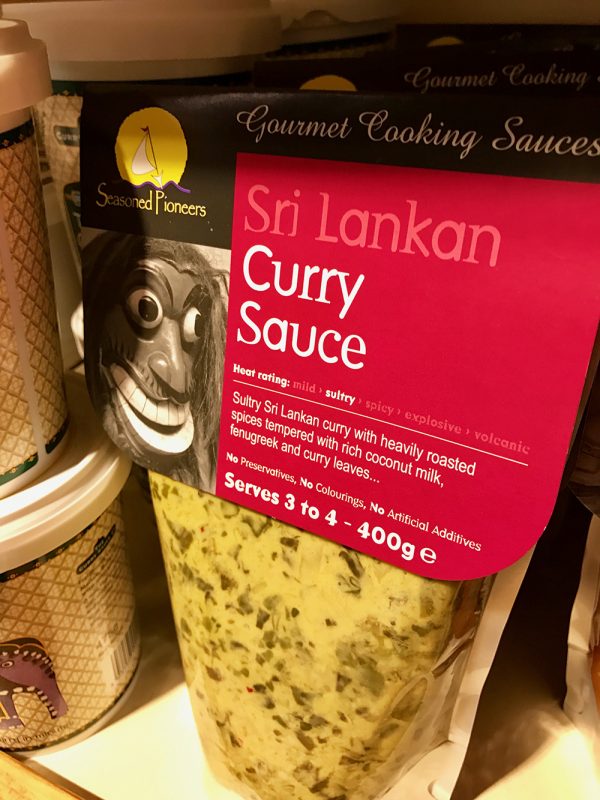 Gourmet Cooking
Gourmet Cooking Sauces
Seasoned Pioneers
Sri Lankan
Curry
Sauce
Heat rating: mild › sultry › spicy › explosive › volcanic
Sultry Sri Lankan curry with heavily roasted
spices tempered with rich coconut milk,
fenugreek and curry leaves...
No Preservatives, No Colourings, No Artificial Additives
Serves 3 to 4 - 400g e